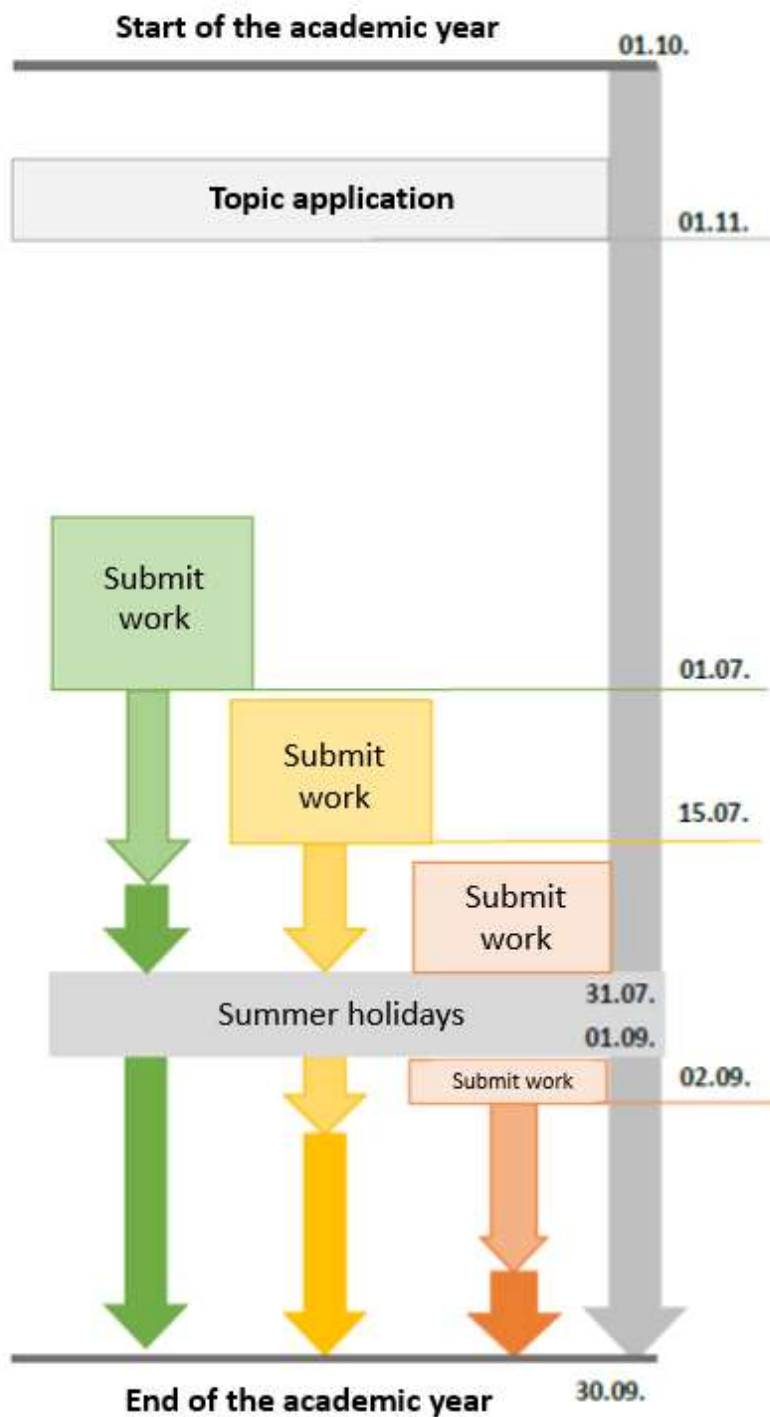 Start of the academic year
01.10.
Topic application
01.11.
Submit
work
01.07.
Submit
work
15.07.
Submit
work
31.07.
Summer holidays
01.09.
Submit work
02.09.
End of the academic year
30.09.